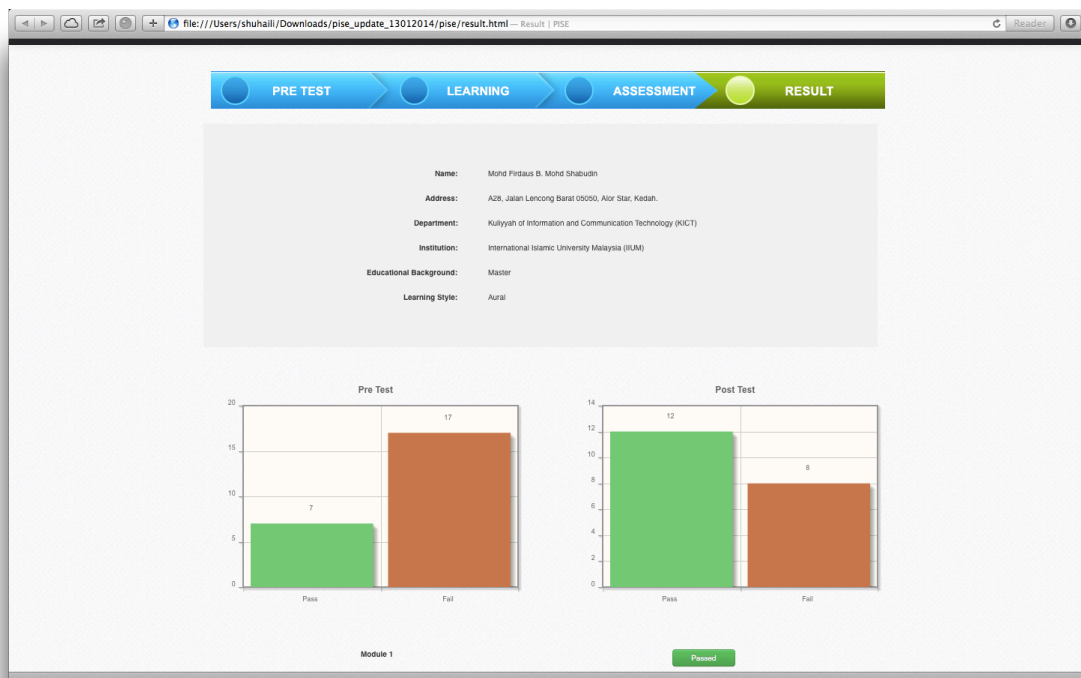 file:///Users/shuhaili/Downloads/pise_update_13012014/pise/result.html — Result | PISE
Reader
PRE TEST
LEARNING
ASSESSMENT
RESULT
Name: Mohd Firdaus B. Mohd Shabudin
Address: A28, Jalan Lencong Barat 05050, Alor Star, Kedah.
Department: Kuliyyah of Information and Communication Technology (KICT)
Institution: International Islamic University Malaysia (IIUM)
Educational Background: Master
Learning Style: Aural
Pre Test
20
15
10
5
0
7
17
Pass
Fail
Post Test
14
12
10
8
6
4
2
0
12
8
Pass
Fail
Module 1
Passed